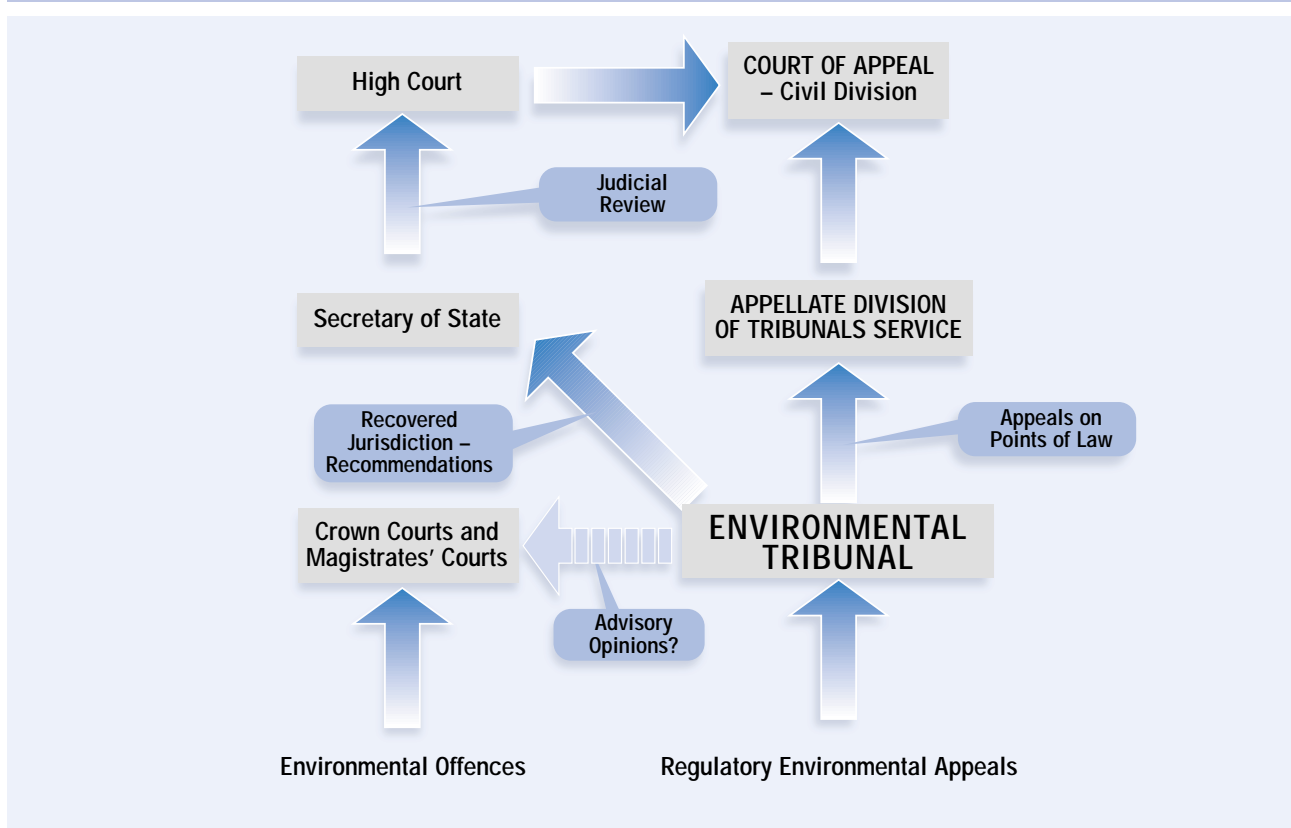 High Court
COURT OF APPEAL
– Civil Division
Judicial
Review
Secretary of State
APPELLATE DIVISION
OF TRIBUNALS SERVICE
Recovered
Jurisdiction –
Recommendations
Appeals on
Points of Law
Crown Courts and
Magistrates' Courts
ENVIRONMENTAL
TRIBUNAL
Advisory
Opinions?
Environmental Offences
Regulatory Environmental Appeals